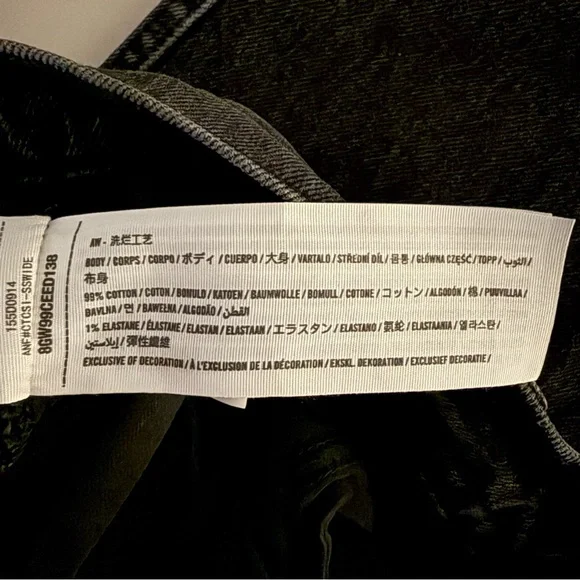 155D0914
ANF#CTOS1-SSWIDE
8GW99CEED138
AW - 洗烂工艺
BODY / CORPS / CORPO / ボディ / CUERPO / 大身 / VARTALO / STŘEDNÍ DÍL / 몸통 / GŁÓWNA CZĘŚĆ / TOPP / الثوب /
布身
99% COTTON / COTON / BOMULD / KATOEN / BAUMWOLLE / BOMULL / COTONE / コットン / ALGODÓN / 棉 / PUUVILLAA /
BAVLNA / 면 / BAWEŁNA / ALGODÃO / القطن /
1% ELASTANE / ÉLASTANE / ELASTAN / ELASTAAN / エラスタン / ELASTANO / 氨纶 / ELASTAANIA / 엘라스탄 /
إيلاستين / 彈性纖維
EXCLUSIVE OF DECORATION / À L'EXCLUSION DE LA DÉCORATION / EKSKL. DEKORATION / EXCLUSIEF DECORATIE /